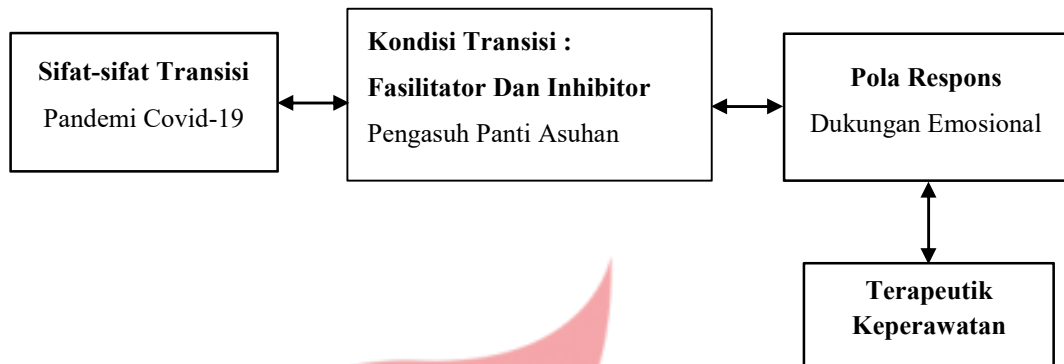 Sifat-sifat Transisi
Pandemi Covid-19
Kondisi Transisi :
Fasilitator Dan Inhibitor
Pengasuh Panti Asuhan
Pola Respons
Dukungan Emosional
Terapeutik
Keperawatan